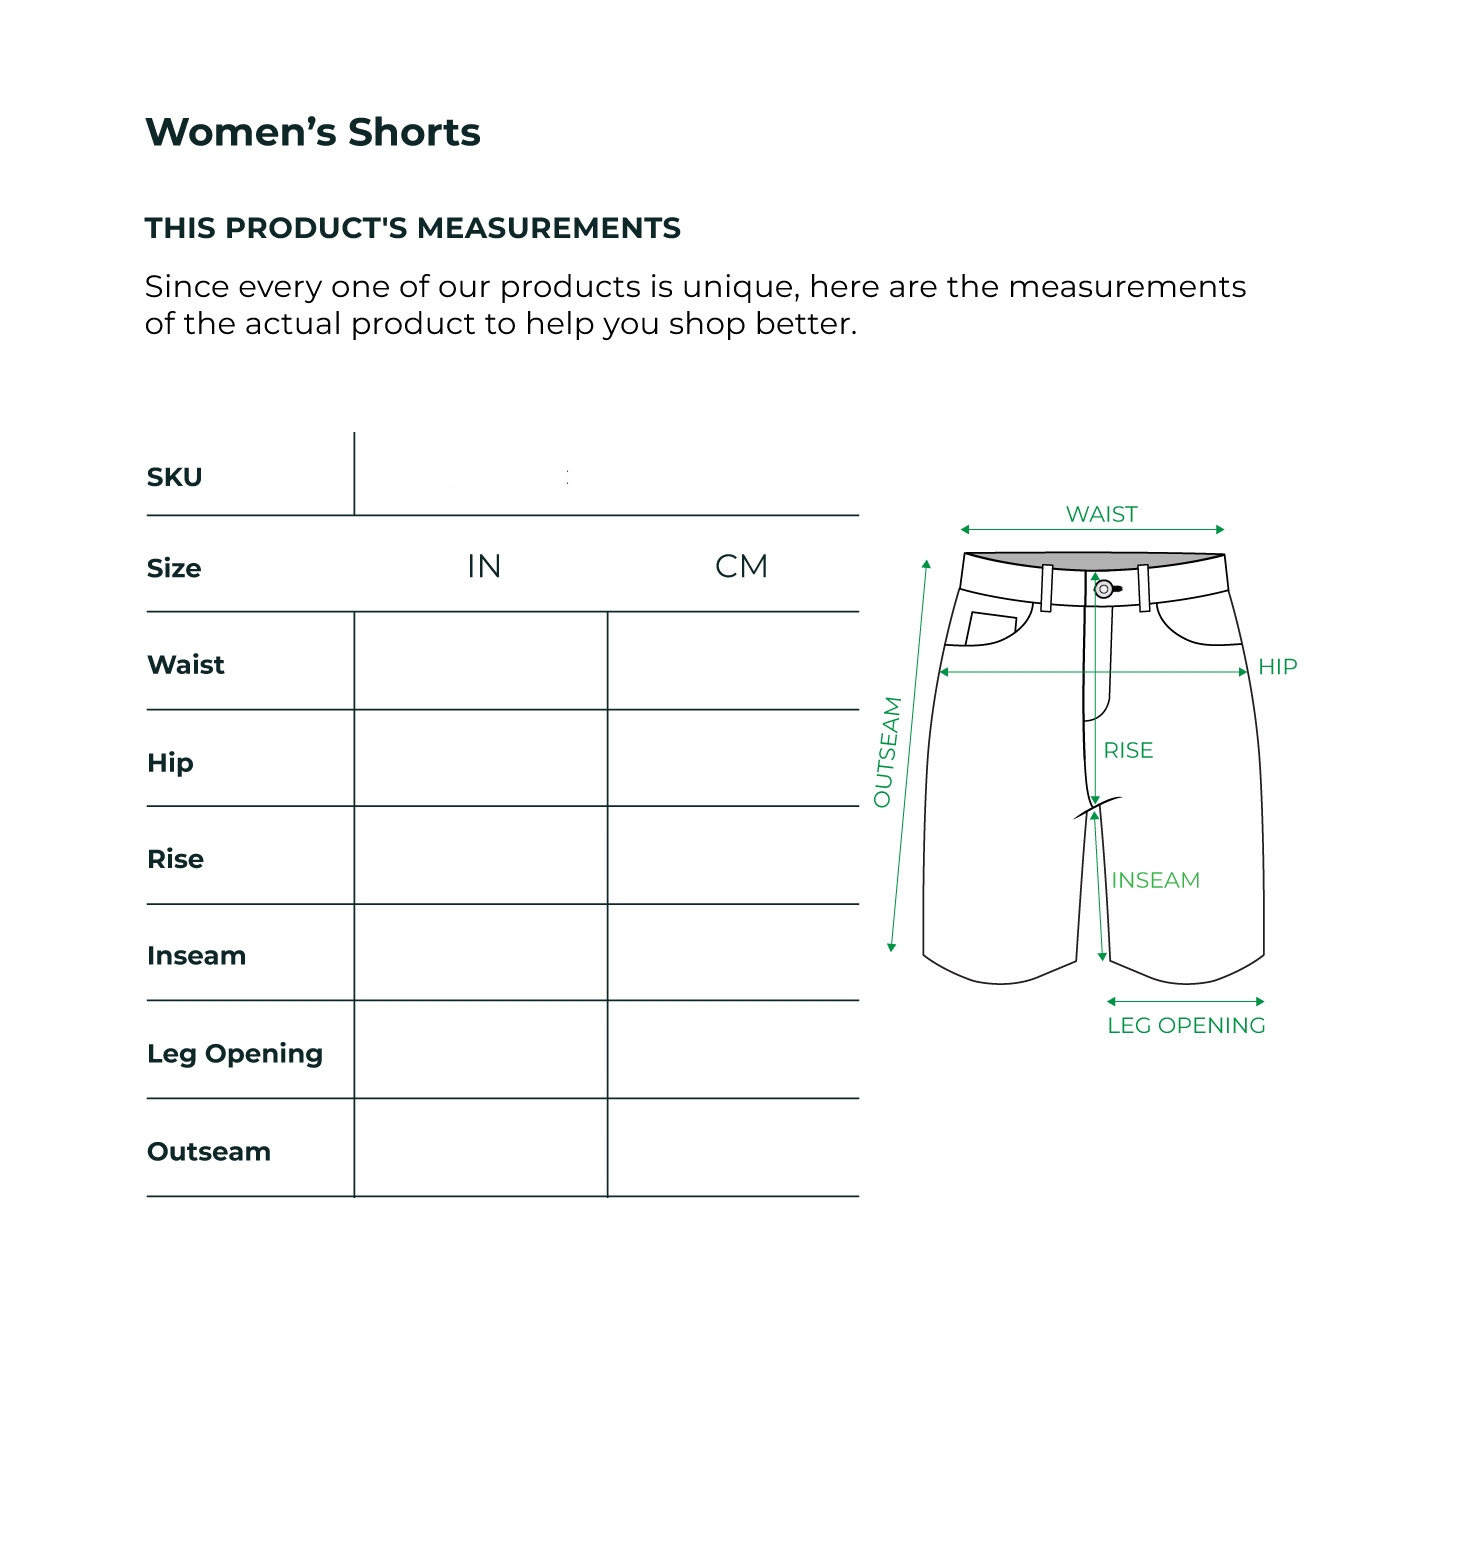 Women’s Shorts
THIS PRODUCT'S MEASUREMENTS
Since every one of our products is unique, here are the measurements
of the actual product to help you shop better.
SKU
Size IN CM
Waist
Hip
Rise
Inseam
Leg Opening
Outseam
WAIST
HIP
OUTSEAM
RISE
INSEAM
LEG OPENING